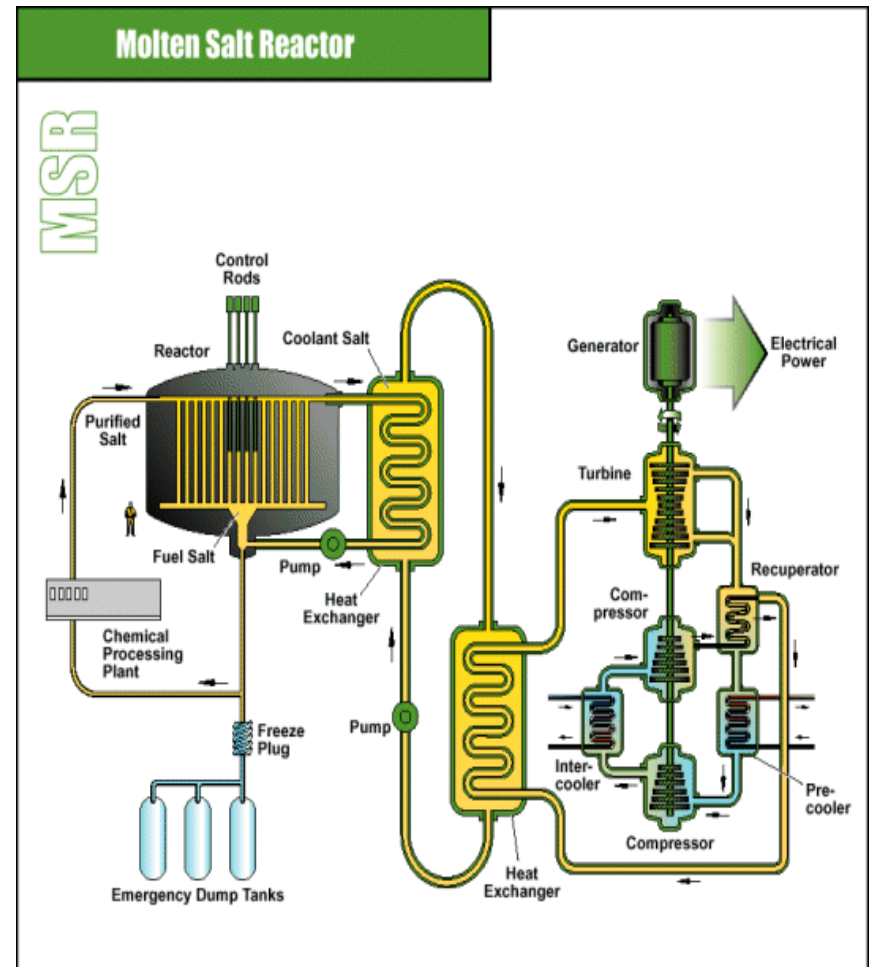 Molten Salt Reactor
MSR
Control
Rods
Reactor
Coolant Salt
Purified
Salt
Fuel Salt
Pump
Heat
Exchanger
Chemical
Processing
Plant
Freeze
Plug
Emergency Dump Tanks
Pump
Heat
Exchanger
Generator
Electrical
Power
Turbine
Recuperator
Com-
pressor
Inter-
cooler
Pre-
cooler
Compressor